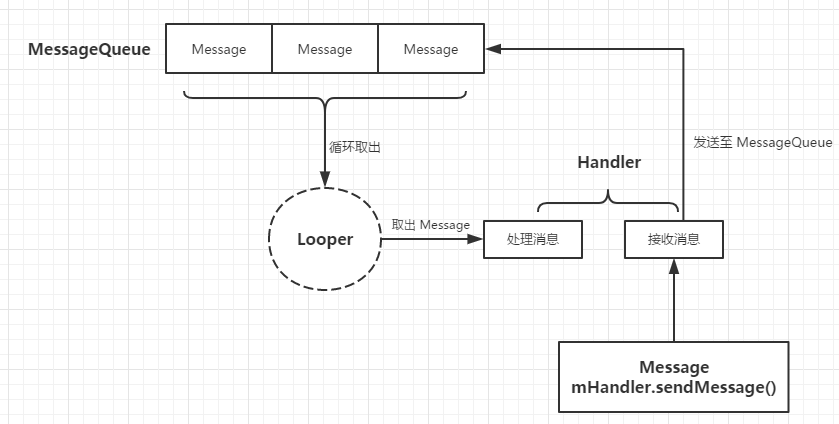 MessageQueue
Message
Message
Message
循环取出
发送至 MessageQueue
Handler
Looper
取出 Message
处理消息
接收消息
Message
mHandler.sendMessage()